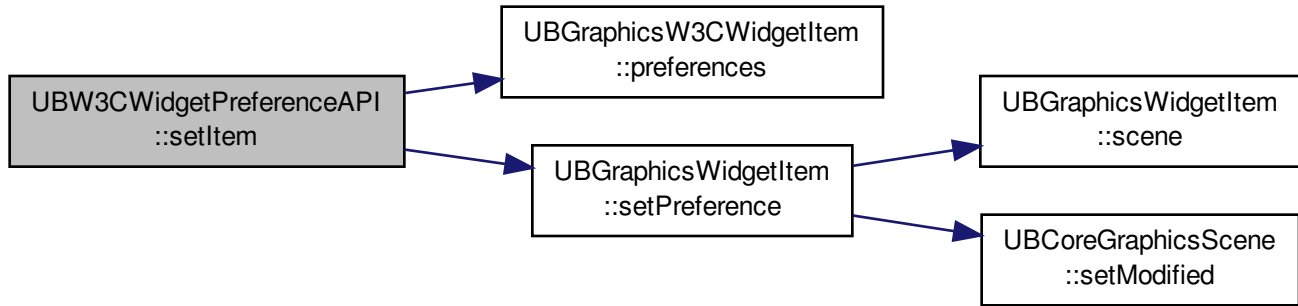 UBW3CWidgetPreferenceAPI
::setItem
UBGraphicsW3CWidgetItem
::preferences
UBGraphicsWidgetItem
::setPreference
UBGraphicsWidgetItem
::scene
UBCoreGraphicsScene
::setModified